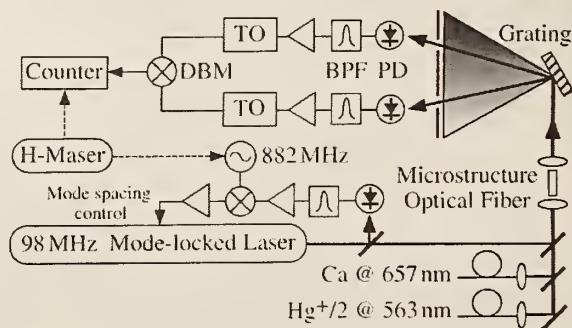 Grating
TO
BPF PD
Counter
DBM
TO
H-Maser
882 MHz
Mode spacing
control
Microstructure
Optical Fiber
98 MHz Mode-locked Laser
Ca @ 657 nm
Hg+/2 @ 563 nm